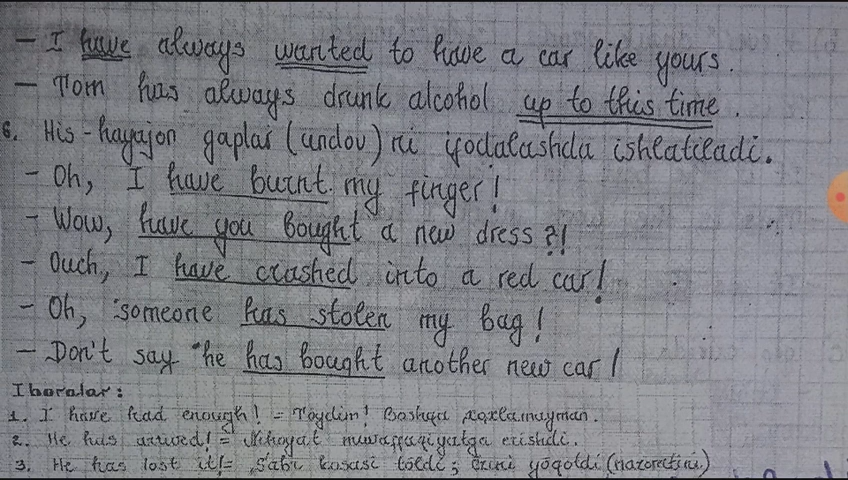 - I have always wanted to have a car like yours.
- Tom has always drunk alcohol up to this time.
6. His-hayajon gaplar (undov) ni ifodalashda ishlatiladi.
- Oh, I have burnt my finger!
- Wow, have you bought a new dress?!
- Ouch, I have crashed into a red car!
- Oh, someone has stolen my bag!
- Don't say he has bought another new car!
Iboralar:
1. I have had enough! = Toydim! Boshqa xoxlamayman.
2. He has arrived! = Nihoyat muvaffaqiyatga erishdi.
3. He has lost it! = Sabr kosasi toldi; özini yoqotdi (nazoratini)